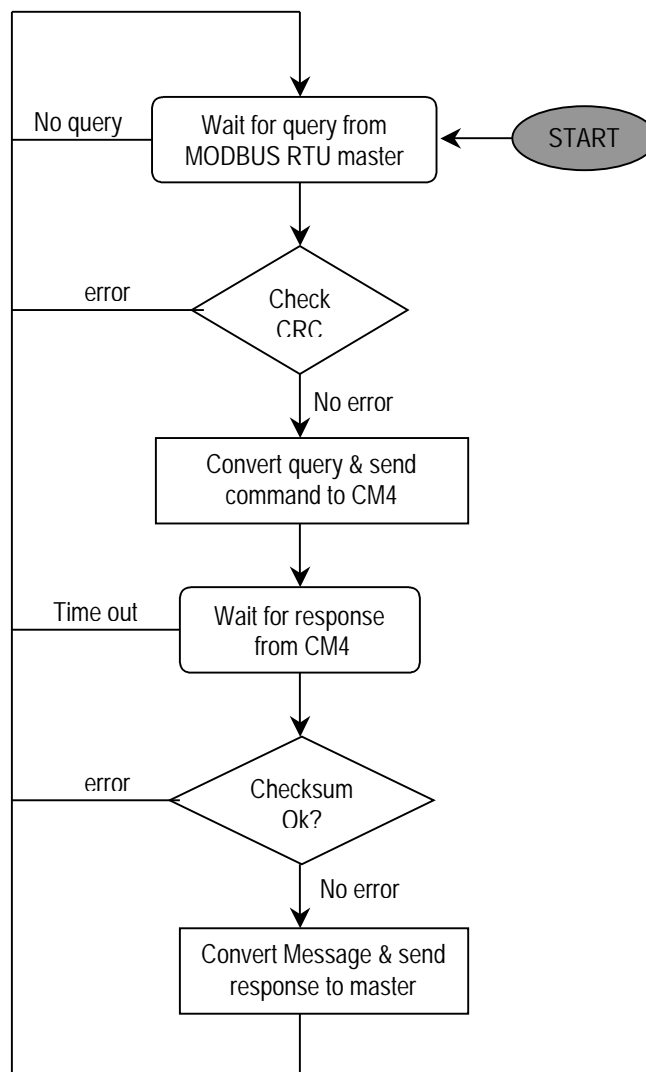 No query
Wait for query from
MODBUS RTU master
START
error
Check
CRC
No error
Convert query & send
command to CM4
Time out
Wait for response
from CM4
error
Checksum
Ok?
No error
Convert Message & send
response to master